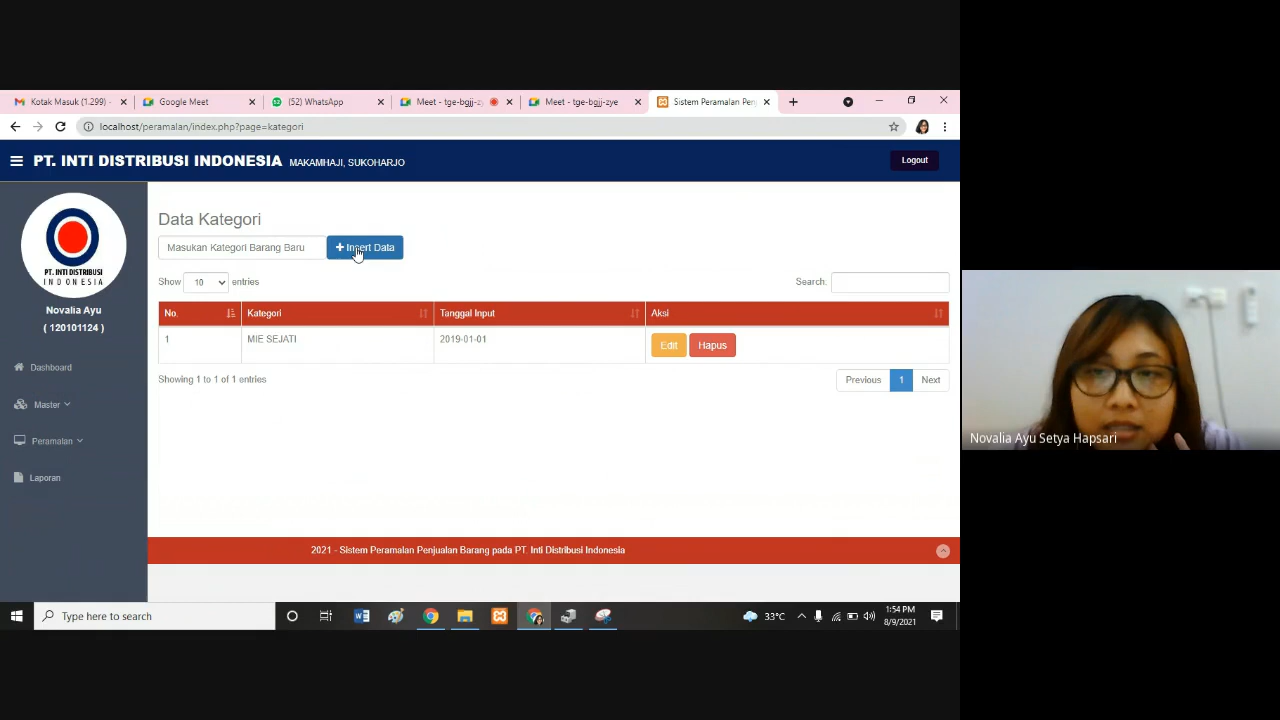 Kotak Masuk (1.299) -
Google Meet
(52) WhatsApp
Meet - tge-bgjj-z
Meet - tge-bgjj-zye
Sistem Peramalan Pen
localhost/peramalan/index.php?page=kategori
PT. INTI DISTRIBUSI INDONESIA MAKAMHAJI, SUKOHARJO
Logout
PT. INTI DISTRIBUSI
INDONESIA
Novalia Ayu
( 120101124 )
Dashboard
Master
Peramalan
Laporan
Data Kategori
Masukan Kategori Barang Baru
+ Insert Data
Show 10 entries
Search:
No. Kategori Tanggal Input Aksi
1 MIE SEJATI 2019-01-01 Edit Hapus
Showing 1 to 1 of 1 entries
Previous 1 Next
2021 - Sistem Peramalan Penjualan Barang pada PT. Inti Distribusi Indonesia
Type here to search
33°C
1:54 PM
8/9/2021
Novalia Ayu Setya Hapsari